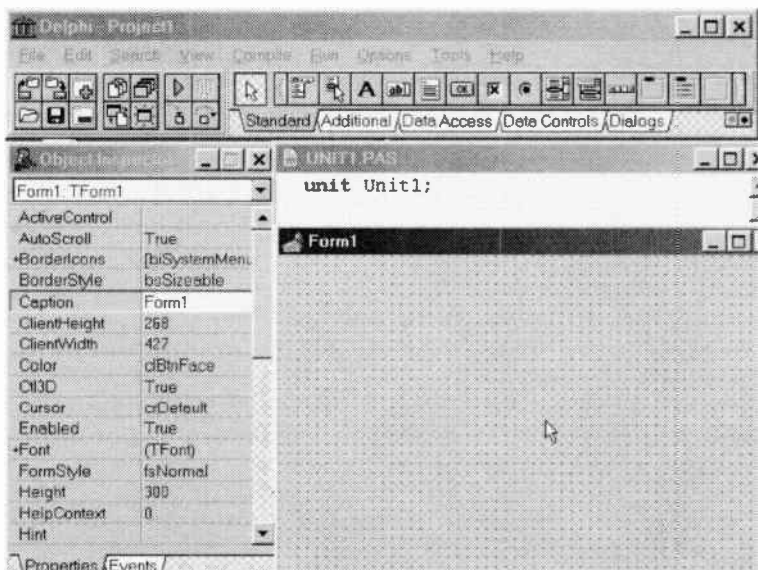 Delphi - Project1
File Edit Search View Compile Run Options Tools Help
A ab OK
Standard Additional Data Access Data Controls Dialogs
Object Inspector
Form1: TForm1
ActiveControl
AutoScroll True
+BorderIcons [biSystemMenu,
BorderStyle bsSizeable
Caption Form1
ClientHeight 268
ClientWidth 427
Color clBtnFace
Ctl3D True
Cursor crDefault
Enabled True
+Font (TFont)
FormStyle fsNormal
Height 300
HelpContext 0
Hint
Properties Events
UNIT1.PAS
unit Unit1;
Form1